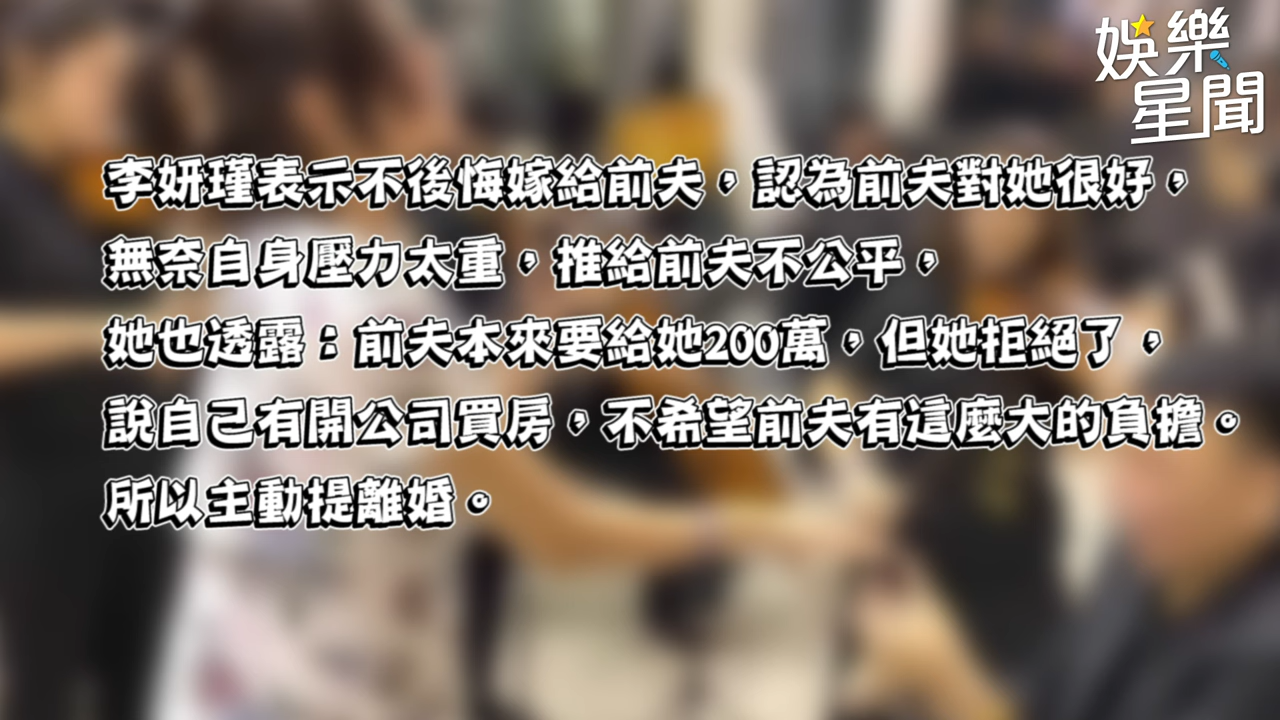 娛樂
星聞
李妍瑾表示不後悔嫁給前夫，認為前夫對她很好，
無奈自身壓力太重，推給前夫不公平，
她也透露：前夫本來要給她200萬，但她拒絕了，
說自己有開公司買房，不希望前夫有這麼大的負擔。
所以主動提離婚。